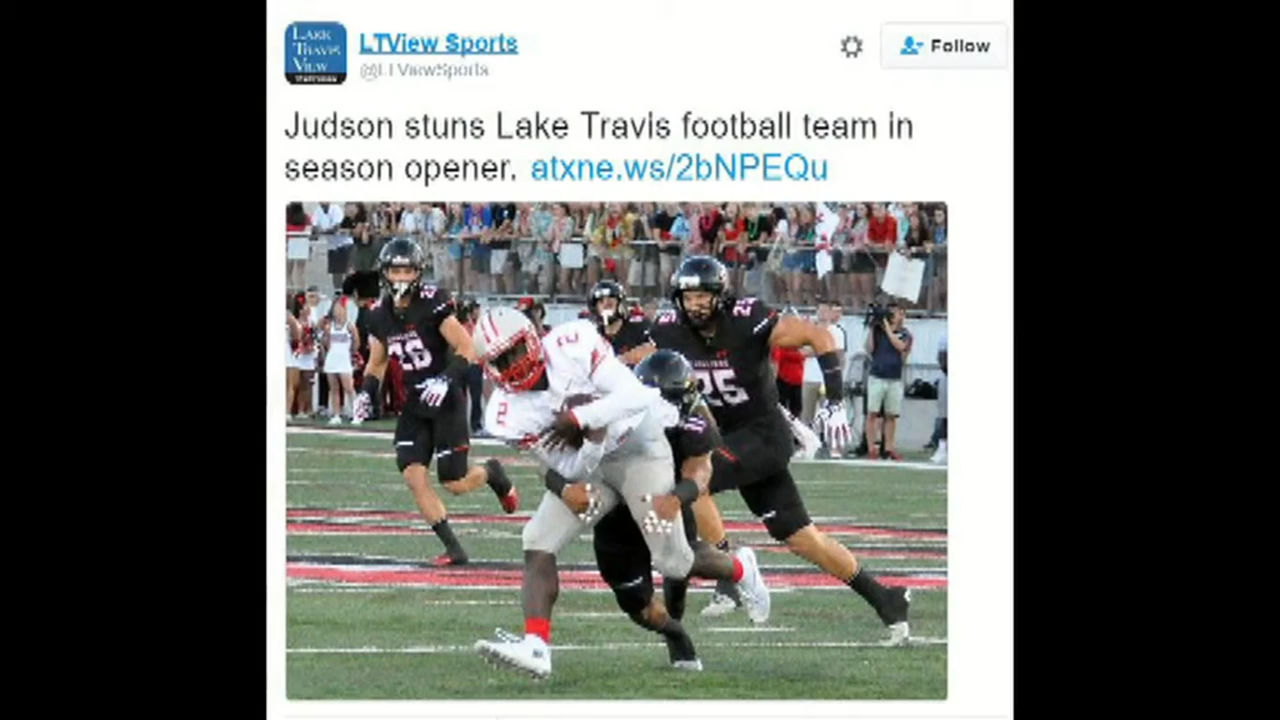 LAKE
TRAVIS
VIEW
LTView Sports
@LTViewSports
Follow
Judson stuns Lake Travis football team in
season opener. atxne.ws/2bNPEQu
26
2
2
25